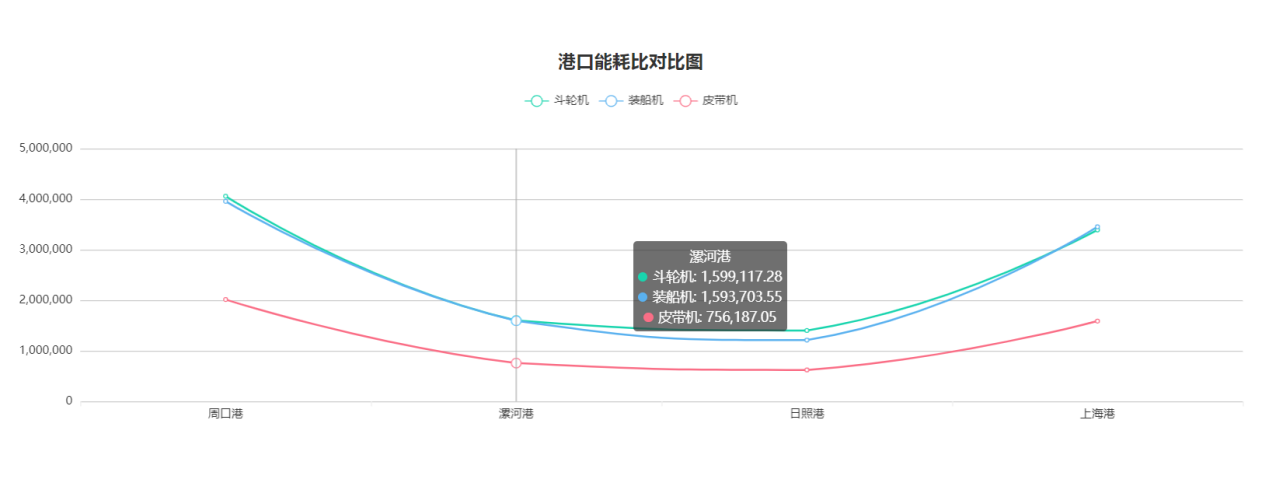 港口能耗比对比图
斗轮机 装船机 皮带机
5,000,000
4,000,000
3,000,000
2,000,000
1,000,000
0
漯河港
斗轮机: 1,599,117.28
装船机: 1,593,703.55
皮带机: 756,187.05
周口港 漯河港 日照港 上海港